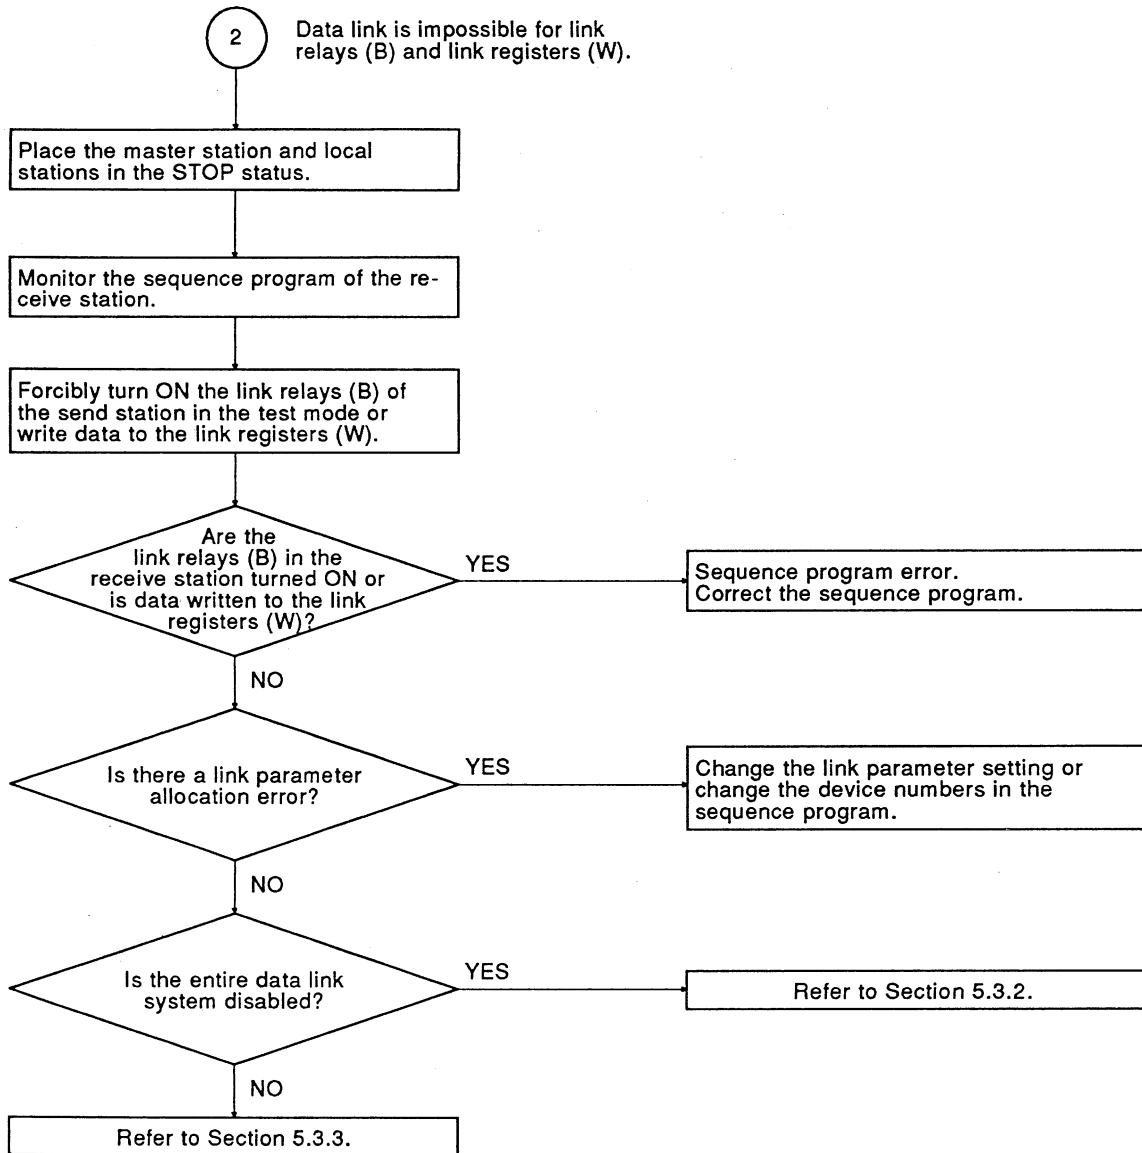 2
Data link is impossible for link
relays (B) and link registers (W).
Place the master station and local
stations in the STOP status.
Monitor the sequence program of the re-
ceive station.
Forcibly turn ON the link relays (B) of
the send station in the test mode or
write data to the link registers (W).
Are the
link relays (B) in the
receive station turned ON or
is data written to the link
registers (W)?
YES
Sequence program error.
Correct the sequence program.
NO
Is there a link parameter
allocation error?
YES
Change the link parameter setting or
change the device numbers in the
sequence program.
NO
Is the entire data link
system disabled?
YES
Refer to Section 5.3.2.
NO
Refer to Section 5.3.3.